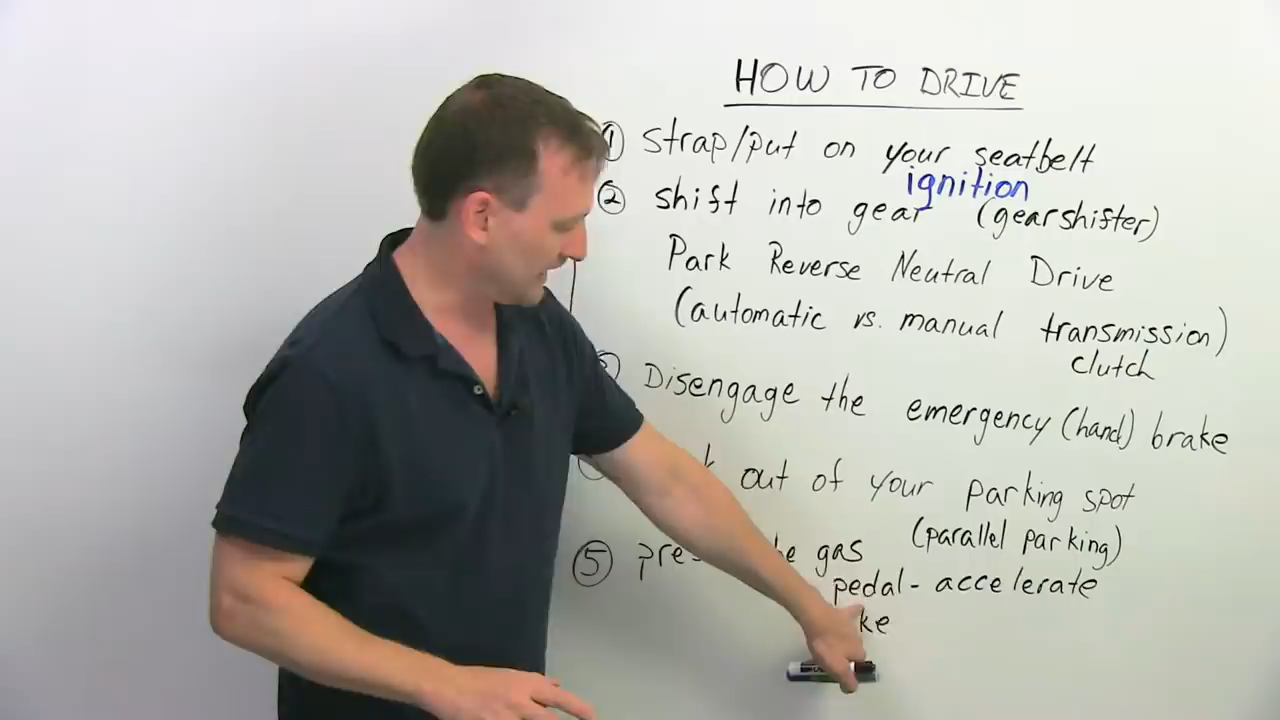 HOW TO DRIVE
① strap/put on your seatbelt
ignition
② shift into gear (gearshifter)
Park Reverse Neutral Drive
(automatic vs. manual transmission)
clutch
Disengage the emergency (hand) brake
out of your parking spot
(parallel parking)
⑤ gas
pedal - accelerate